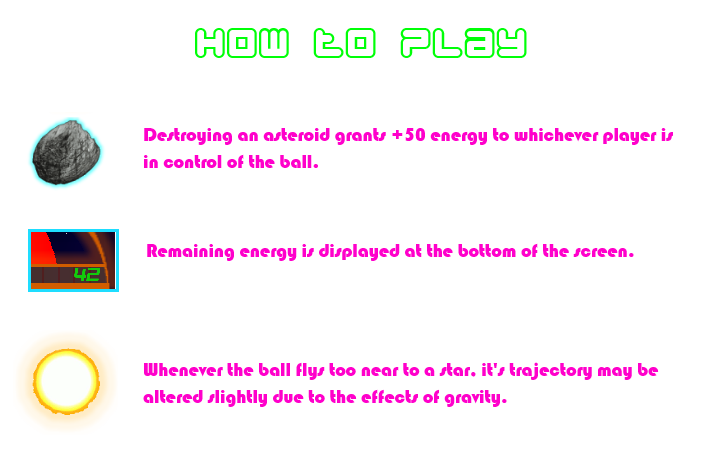 How to Play
Destroying an asteroid grants +50 energy to whichever player is
in control of the ball.
Remaining energy is displayed at the bottom of the screen.
42
Whenever the ball flys too near to a star, it's trajectory may be
altered slightly due to the effects of gravity.